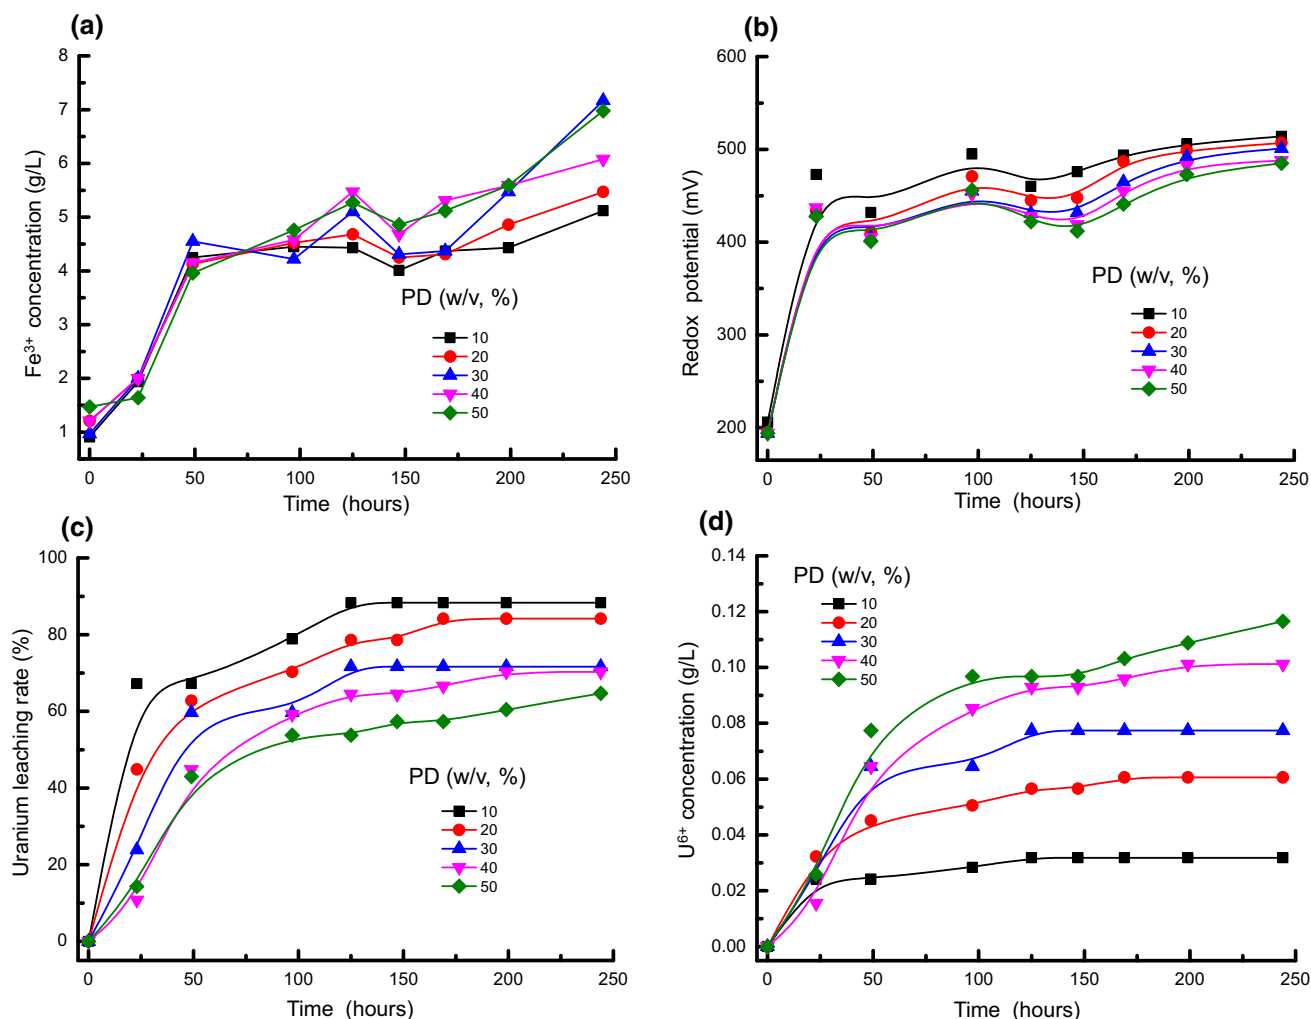 (a)
8
7
6
5
4
3
2
1
Fe³⁺ concentration (g/L)
0 50 100 150 200 250
Time (hours)
PD (w/v, %)
10
20
30
40
50
(b)
600
500
400
300
200
Redox potential (mV)
0 50 100 150 200 250
Time (hours)
PD (w/v, %)
10
20
30
40
50
(c)
100
80
60
40
20
0
Uranium leaching rate (%)
0 50 100 150 200 250
Time (hours)
PD (w/v, %)
10
20
30
40
50
(d)
0.14
0.12
0.10
0.08
0.06
0.04
0.02
0.00
U⁶⁺ concentration (g/L)
0 50 100 150 200 250
Time (hours)
PD (w/v, %)
10
20
30
40
50